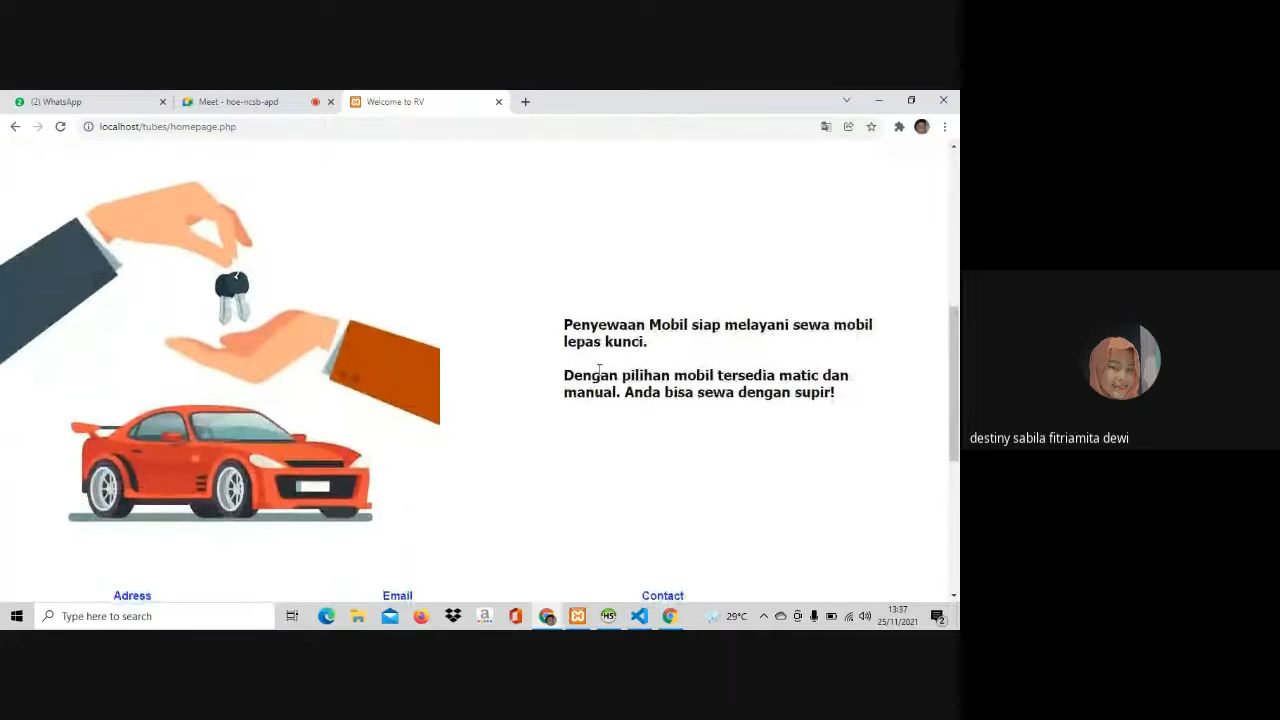 (2) WhatsApp
Meet - hoe-ncsb-apd
Welcome to RV
localhost/tubes/homepage.php
Penyewaan Mobil siap melayani sewa mobil
lepas kunci.
Dengan pilihan mobil tersedia matic dan
manual. Anda bisa sewa dengan supir!
destiny sabila fitriamita dewi
Adress
Email
Contact
Type here to search
29°C
13:37
25/11/2021